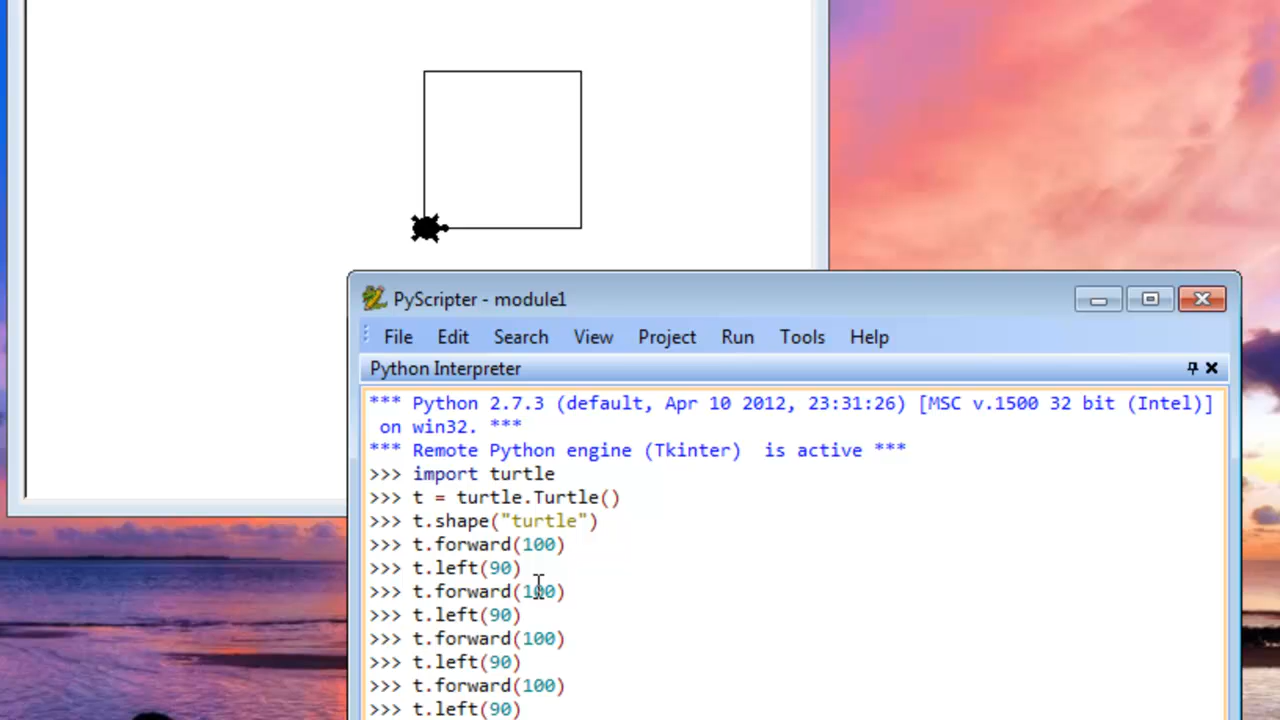 PyScripter - module1
File Edit Search View Project Run Tools Help
Python Interpreter
*** Python 2.7.3 (default, Apr 10 2012, 23:31:26) [MSC v.1500 32 bit (Intel)]
on win32. ***
*** Remote Python engine (Tkinter)  is active ***
>>> import turtle
>>> t = turtle.Turtle()
>>> t.shape("turtle")
>>> t.forward(100)
>>> t.left(90)
>>> t.forward(100)
>>> t.left(90)
>>> t.forward(100)
>>> t.left(90)
>>> t.forward(100)
>>> t.left(90)